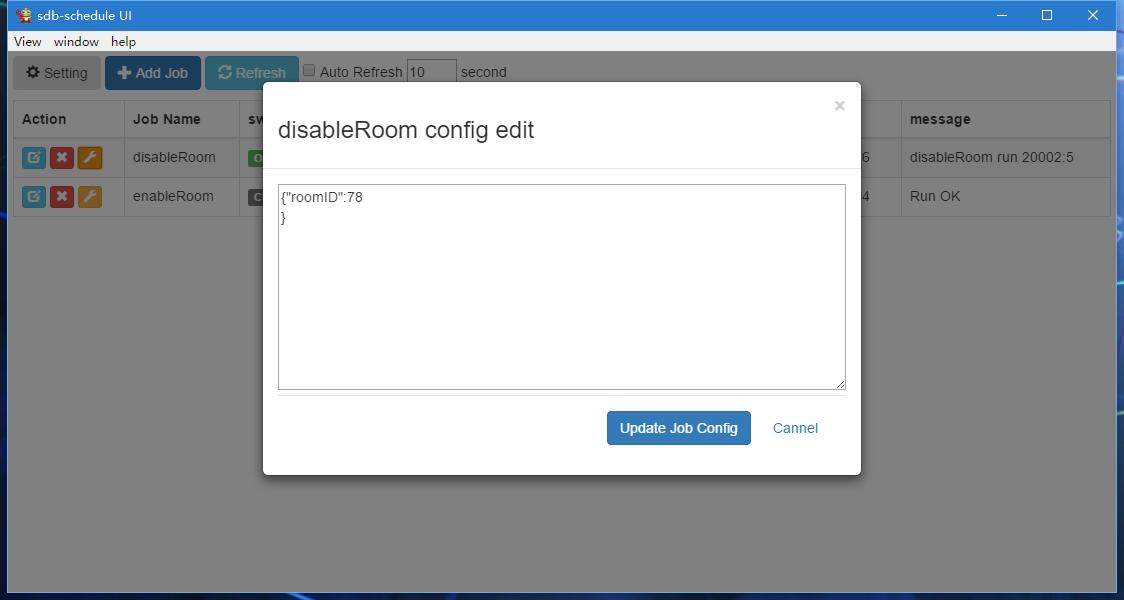 sdb-schedule UI
View window help
Setting Add Job Refresh Auto Refresh 10 second
Action Job Name message
disableRoom 6 disableRoom run 20002:5
enableRoom 4 Run OK
×
disableRoom config edit
{"roomID":78
}
Update Job Config Cannel